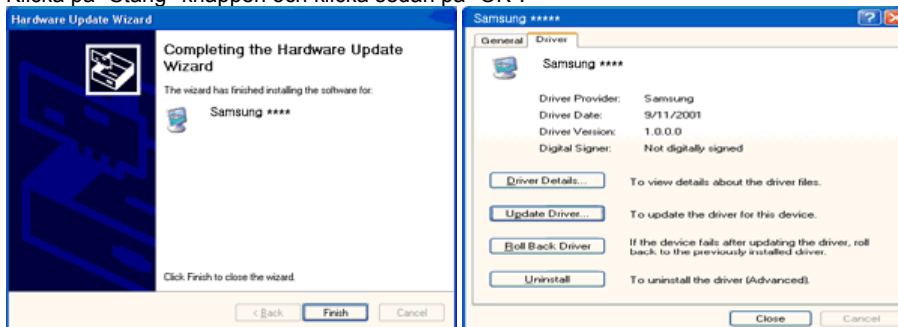 Klicka på "Stäng"-knappen och klicka sedan på "OK".
Hardware Update Wizard
Completing the Hardware Update
Wizard
The wizard has finished installing the software for:
Samsung ****
Click Finish to close the wizard.
< Back
Finish
Cancel
Samsung *****
General
Driver
Samsung ****
Driver Provider: Samsung
Driver Date: 9/11/2001
Driver Version: 1.0.0.0
Digital Signer: Not digitally signed
Driver Details... To view details about the driver files.
Update Driver... To update the driver for this device.
Roll Back Driver If the device fails after updating the driver, roll
back to the previously installed driver.
Uninstall To uninstall the driver (Advanced).
Close
Cancel